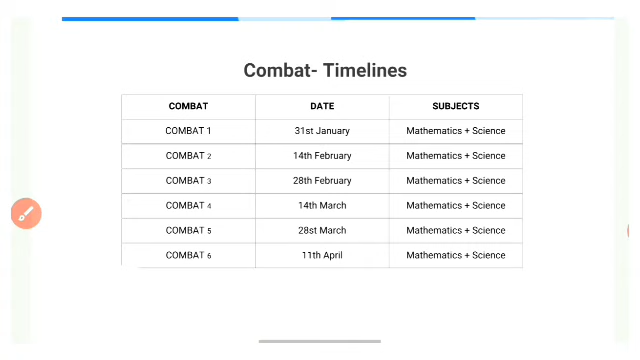 Combat- Timelines
COMBAT DATE SUBJECTS
COMBAT 1 31st January Mathematics + Science
COMBAT 2 14th February Mathematics + Science
COMBAT 3 28th February Mathematics + Science
COMBAT 4 14th March Mathematics + Science
COMBAT 5 28st March Mathematics + Science
COMBAT 6 11th April Mathematics + Science